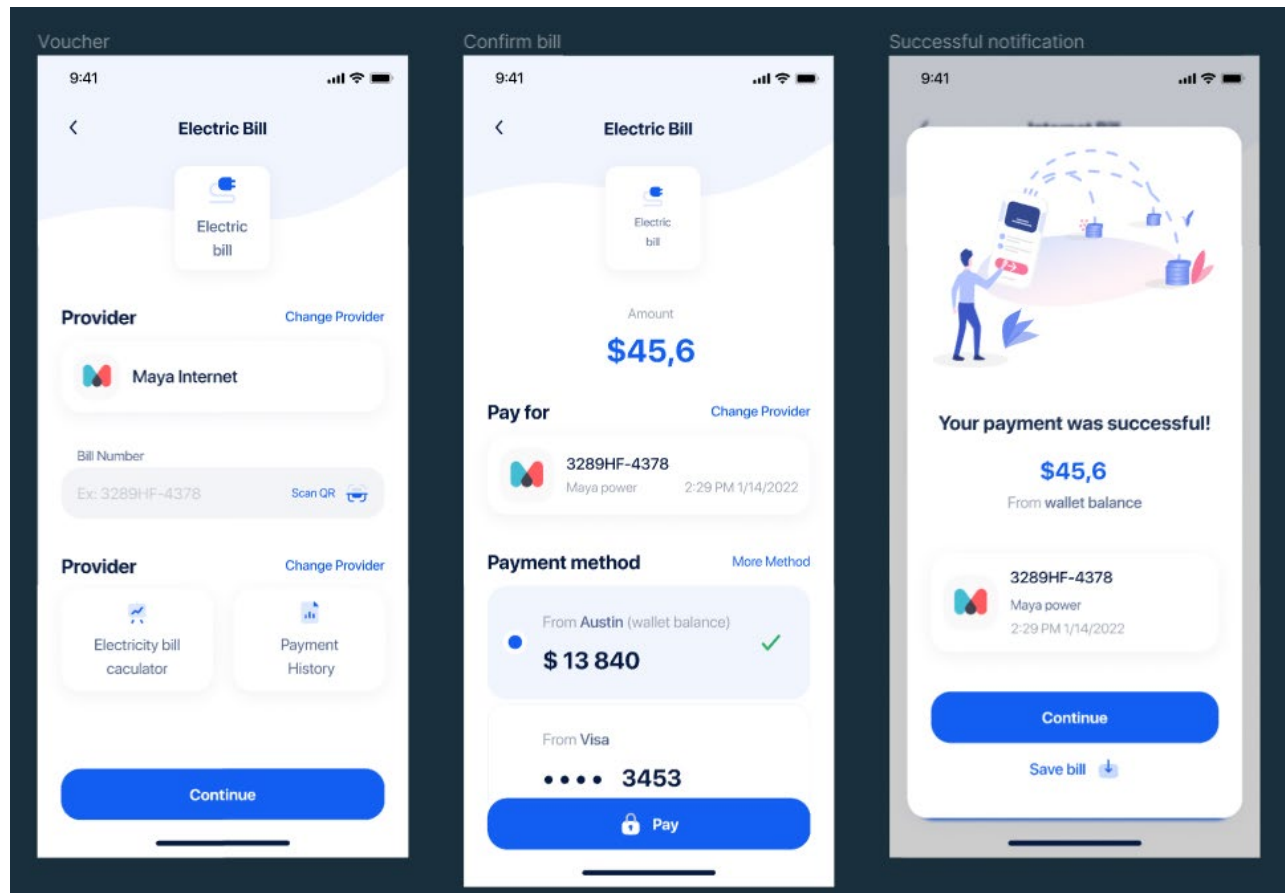 Voucher
9:41
Electric Bill
Electric
bill
Provider Change Provider
Maya Internet
Bill Number
Ex: 3289HF-4378 Scan QR
Provider Change Provider
Electricity bill
caculator
Payment
History
Continue
Confirm bill
9:41
Electric Bill
Electric
bill
Amount
$45,6
Pay for Change Provider
3289HF-4378
Maya power 2:29 PM 1/14/2022
Payment method More Method
From Austin (wallet balance)
$ 13 840
From Visa
•••• 3453
Pay
Successful notification
9:41
Internet Bill
Your payment was successful!
$45,6
From wallet balance
3289HF-4378
Maya power
2:29 PM 1/14/2022
Continue
Save bill